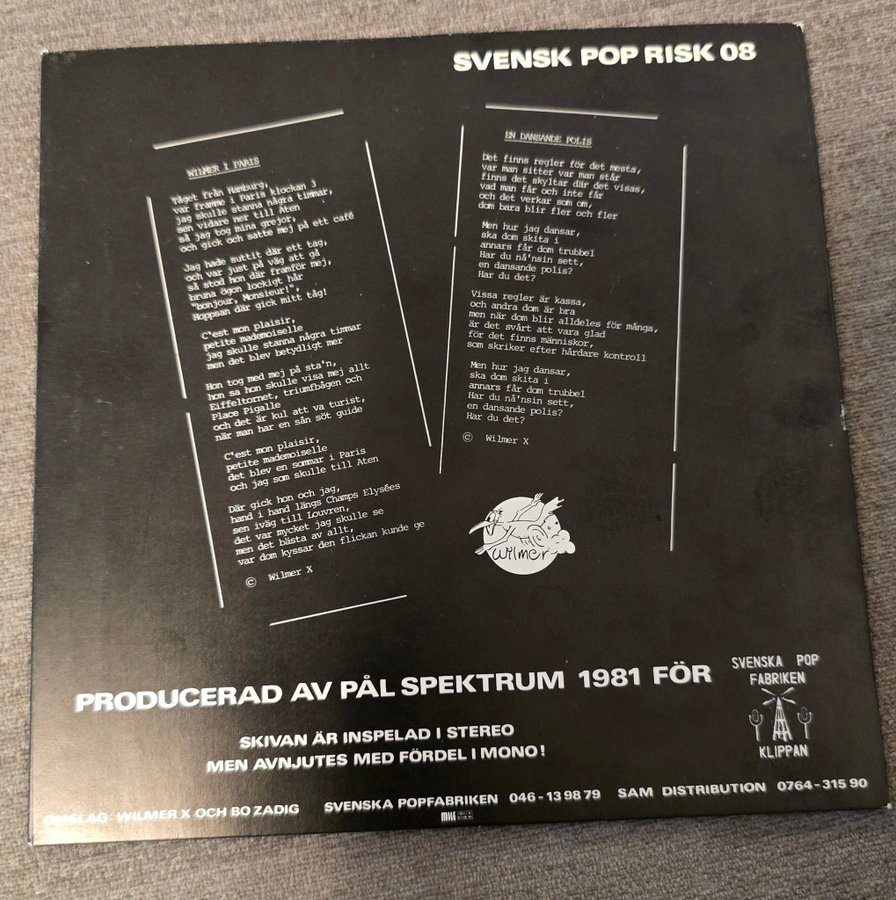 SVENSK POP RISK 08
WILMER I PARIS
Tåget från Hamburg,
var framme i Paris klockan 3
jag skulle stanna några timmar,
sen vidare ner till Aten
så jag tog mina grejor,
och gick och satte mej på ett café
Jag hade suttit där ett tag,
och var just på väg att gå
så stod hon där framför mej,
bruna ögon lockigt hår
"bonjour, Monsieur!",
Hoppsan där gick mitt tåg!
C'est mon plaisir,
petite mademoiselle
jag skulle stanna några timmar
men det blev betydligt mer
Hon tog med mej på sta'n,
hon sa hon skulle visa mej allt
Eiffeltornet, triumfbågen och
Place Pigalle
och det är kul att va turist,
när man har en sån söt guide
C'est mon plaisir,
petite mademoiselle
det blev en sommar i Paris
och jag som skulle till Aten
Där gick hon och jag,
hand i hand längs Champs Elysées
sen iväg till Louvren,
det var mycket jag skulle se
men det bästa av allt,
var dom kyssar den flickan kunde ge
© Wilmer X
EN DANSANDE POLIS
Det finns regler för det mesta,
var man sitter var man står
finns det skyltar där det visas,
vad man får och inte får
och det verkar som om,
dom bara blir fler och fler
Men hur jag dansar,
ska dom skita i
annars får dom trubbel
Har du nå'nsin sett,
en dansande polis?
Har du det?
Vissa regler är kassa,
och andra dom är bra
men när dom blir alldeles för många,
är det svårt att vara glad
för det finns människor,
som skriker efter hårdare kontroll
Men hur jag dansar,
ska dom skita i
annars får dom trubbel
Har du nå'nsin sett,
en dansande polis?
Har du det?
© Wilmer X
Wilmer
PRODUCERAD AV PÅL SPEKTRUM 1981 FÖR
SVENSKA POP
FABRIKEN
KLIPPAN
SKIVAN ÄR INSPELAD I STEREO
MEN AVNJUTES MED FÖRDEL I MONO!
OMSLAG: WILMER X OCH BO ZADIG SVENSKA POPFABRIKEN 046-13 98 79 SAM DISTRIBUTION 0764-315 90